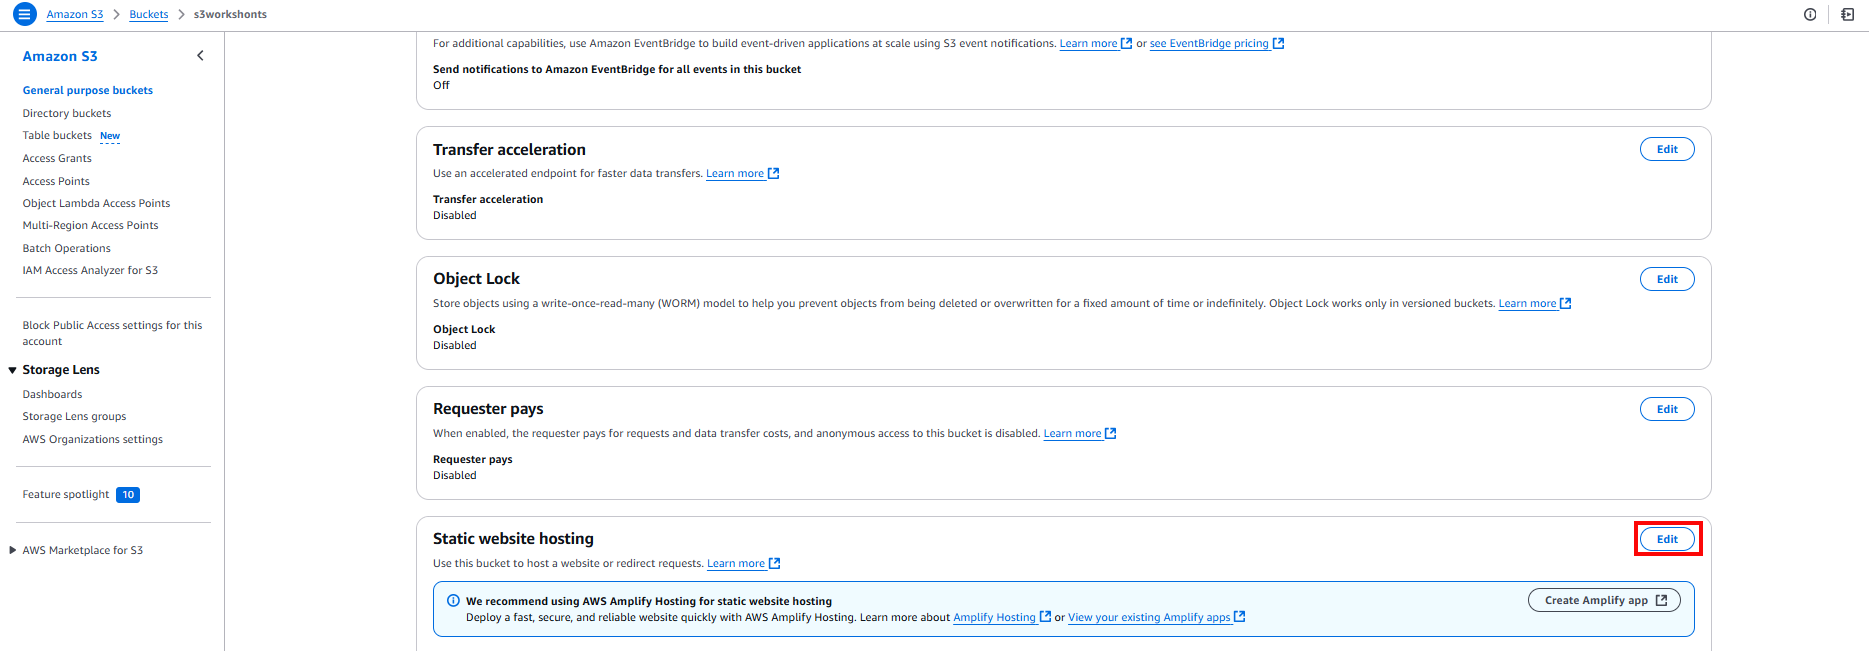 Amazon S3 > Buckets > s3workshonts
Amazon S3
General purpose buckets
Directory buckets
Table buckets New
Access Grants
Access Points
Object Lambda Access Points
Multi-Region Access Points
Batch Operations
IAM Access Analyzer for S3
Block Public Access settings for this
account
Storage Lens
Dashboards
Storage Lens groups
AWS Organizations settings
Feature spotlight 10
AWS Marketplace for S3
For additional capabilities, use Amazon EventBridge to build event-driven applications at scale using S3 event notifications. Learn more or see EventBridge pricing
Send notifications to Amazon EventBridge for all events in this bucket
Off
Transfer acceleration Edit
Use an accelerated endpoint for faster data transfers. Learn more
Transfer acceleration
Disabled
Object Lock Edit
Store objects using a write-once-read-many (WORM) model to help you prevent objects from being deleted or overwritten for a fixed amount of time or indefinitely. Object Lock works only in versioned buckets. Learn more
Object Lock
Disabled
Requester pays Edit
When enabled, the requester pays for requests and data transfer costs, and anonymous access to this bucket is disabled. Learn more
Requester pays
Disabled
Static website hosting Edit
Use this bucket to host a website or redirect requests. Learn more
We recommend using AWS Amplify Hosting for static website hosting Create Amplify app
Deploy a fast, secure, and reliable website quickly with AWS Amplify Hosting. Learn more about Amplify Hosting or View your existing Amplify apps